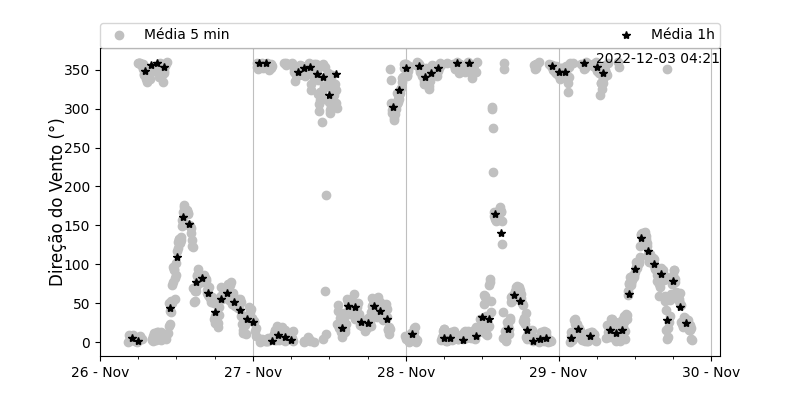 Média 5 min
Média 1h
2022-12-03 04:21
Direção do Vento (°)
350
300
250
200
150
100
50
0
26 - Nov
27 - Nov
28 - Nov
29 - Nov
30 - Nov